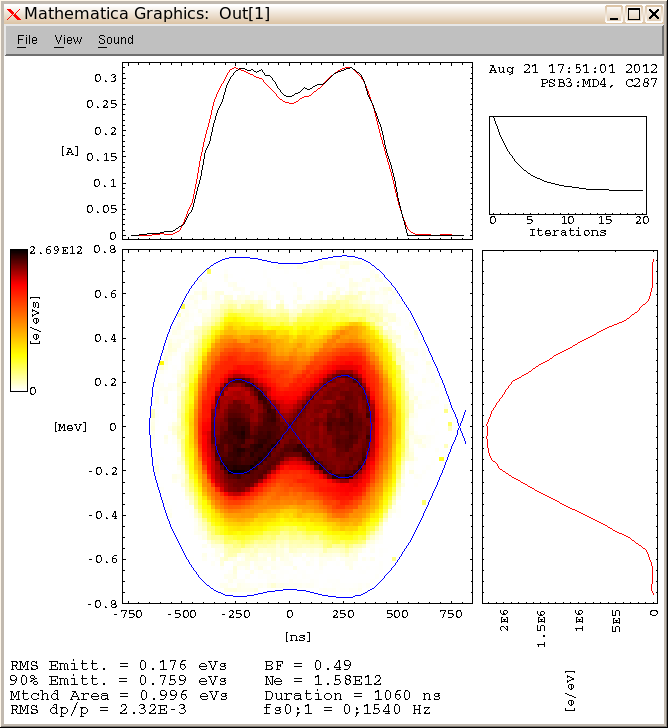 Mathematica Graphics: Out[1]
File View Sound
Aug 21 17:51:01 2012
PSB3:MD4, C287
[A]
0.3
0.25
0.2
0.15
0.1
0.05
0
0 5 10 15 20
Iterations
2.69E12
[e/eVs]
0
[MeV]
0.8
0.6
0.4
0.2
0
-0.2
-0.4
-0.6
-0.8
-750 -500 -250 0 250 500 750
[ns]
2E6 1.5E6 1E6 5E5 0
[e/eV]
RMS Emitt. = 0.176 eVs BF = 0.49
90% Emitt. = 0.759 eVs Ne = 1.58E12
Mtchd Area = 0.996 eVs Duration = 1060 ns
RMS dp/p = 2.32E-3 fs0;1 = 0;1540 Hz